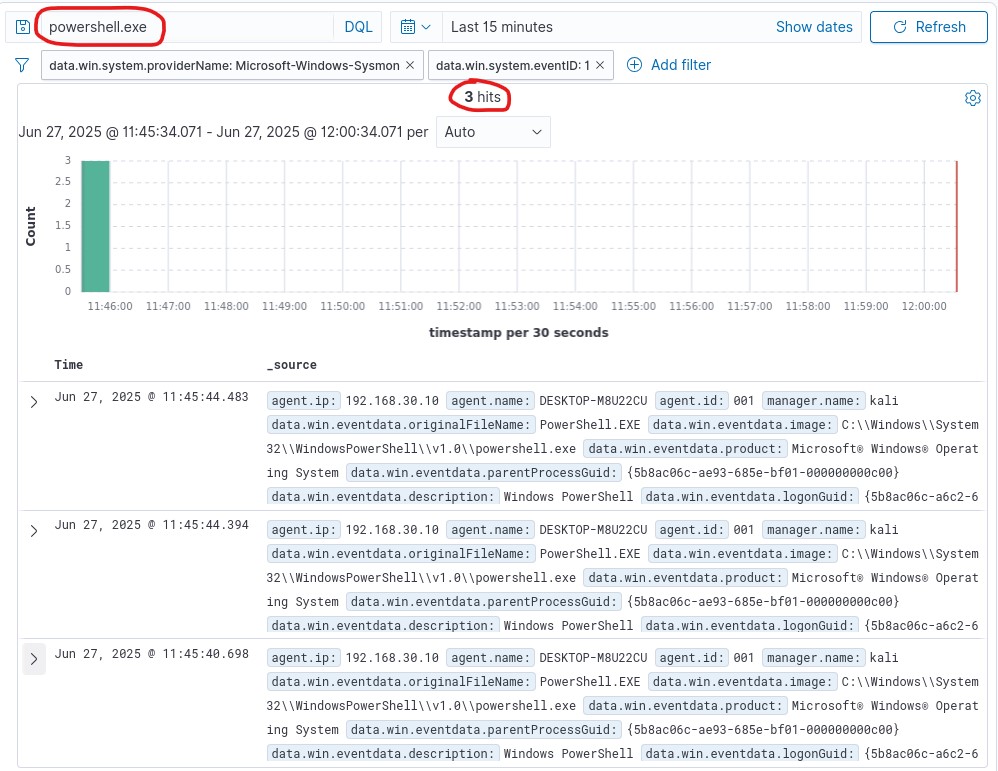 powershell.exe DQL Last 15 minutes Show dates Refresh
data.win.system.providerName: Microsoft-Windows-Sysmon × data.win.system.eventID: 1 × Add filter
3 hits
Jun 27, 2025 @ 11:45:34.071 - Jun 27, 2025 @ 12:00:34.071 per Auto
3
2.5
2
1.5
1
0.5
0
Count
11:46:00 11:47:00 11:48:00 11:49:00 11:50:00 11:51:00 11:52:00 11:53:00 11:54:00 11:55:00 11:56:00 11:57:00 11:58:00 11:59:00 12:00:00
timestamp per 30 seconds
Time _source
Jun 27, 2025 @ 11:45:44.483 agent.ip: 192.168.30.10 agent.name: DESKTOP-M8U22CU agent.id: 001 manager.name: kali
data.win.eventdata.originalFileName: PowerShell.EXE data.win.eventdata.image: C:\\Windows\\System
32\\WindowsPowerShell\\v1.0\\powershell.exe data.win.eventdata.product: Microsoft® Windows® Operat
ing System data.win.eventdata.parentProcessGuid: {5b8ac06c-ae93-685e-bf01-000000000c00}
data.win.eventdata.description: Windows PowerShell data.win.eventdata.logonGuid: {5b8ac06c-a6c2-6
Jun 27, 2025 @ 11:45:44.394 agent.ip: 192.168.30.10 agent.name: DESKTOP-M8U22CU agent.id: 001 manager.name: kali
data.win.eventdata.originalFileName: PowerShell.EXE data.win.eventdata.image: C:\\Windows\\System
32\\WindowsPowerShell\\v1.0\\powershell.exe data.win.eventdata.product: Microsoft® Windows® Operat
ing System data.win.eventdata.parentProcessGuid: {5b8ac06c-ae93-685e-bf01-000000000c00}
data.win.eventdata.description: Windows PowerShell data.win.eventdata.logonGuid: {5b8ac06c-a6c2-6
Jun 27, 2025 @ 11:45:40.698 agent.ip: 192.168.30.10 agent.name: DESKTOP-M8U22CU agent.id: 001 manager.name: kali
data.win.eventdata.originalFileName: PowerShell.EXE data.win.eventdata.image: C:\\Windows\\System
32\\WindowsPowerShell\\v1.0\\powershell.exe data.win.eventdata.product: Microsoft® Windows® Operat
ing System data.win.eventdata.parentProcessGuid: {5b8ac06c-ae93-685e-bf01-000000000c00}
data.win.eventdata.description: Windows PowerShell data.win.eventdata.logonGuid: {5b8ac06c-a6c2-6